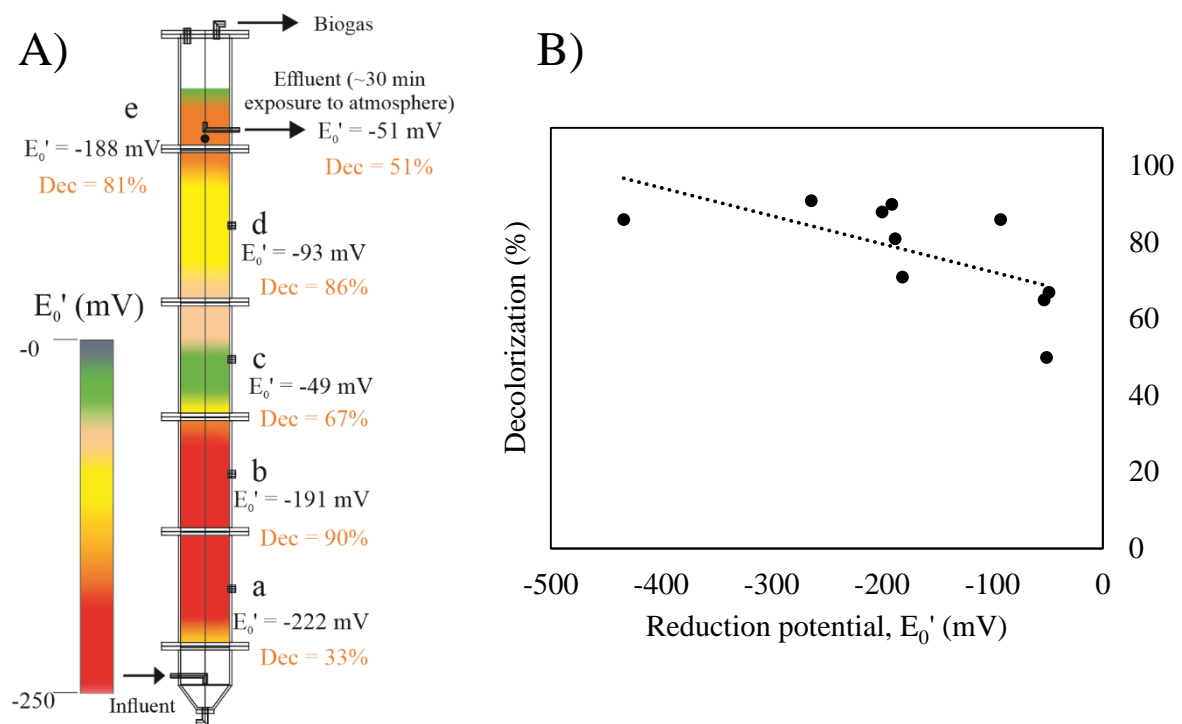 A)
Biogas
Effluent (~30 min
exposure to atmosphere)
E₀' = -51 mV
Dec = 51%
e
E₀' = -188 mV
Dec = 81%
d
E₀' = -93 mV
Dec = 86%
E₀' (mV)
-0
-250
c
E₀' = -49 mV
Dec = 67%
b
E₀' = -191 mV
Dec = 90%
a
E₀' = -222 mV
Dec = 33%
Influent
B)
Decolorization (%)
100
80
60
40
20
0
-500
-400
-300
-200
-100
0
Reduction potential, E₀' (mV)